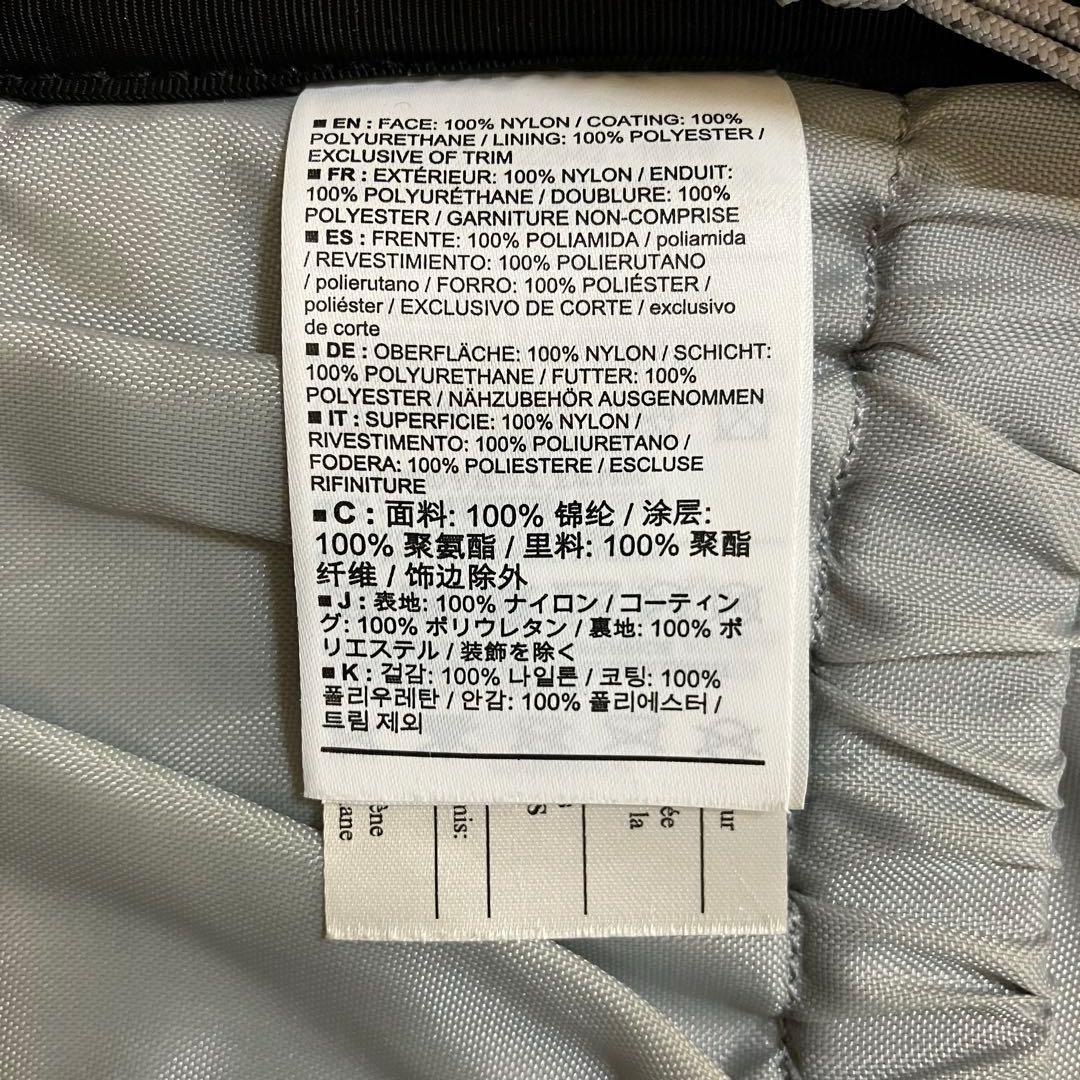 ■ EN : FACE: 100% NYLON / COATING: 100%
POLYURETHANE / LINING: 100% POLYESTER /
EXCLUSIVE OF TRIM
■ FR : EXTÉRIEUR: 100% NYLON / ENDUIT:
100% POLYURÉTHANE / DOUBLURE: 100%
POLYESTER / GARNITURE NON-COMPRISE
■ ES : FRENTE: 100% POLIAMIDA / poliamida
/ REVESTIMIENTO: 100% POLIERUTANO
/ polierutano / FORRO: 100% POLIÉSTER /
poliéster / EXCLUSIVO DE CORTE / exclusivo
de corte
■ DE : OBERFLÄCHE: 100% NYLON / SCHICHT:
100% POLYURETHANE / FUTTER: 100%
POLYESTER / NÄHZUBEHÖR AUSGENOMMEN
■ IT : SUPERFICIE: 100% NYLON /
RIVESTIMENTO: 100% POLIURETANO /
FODERA: 100% POLIESTERE / ESCLUSE
RIFINITURE
■ C : 面料: 100% 锦纶 / 涂层:
100% 聚氨酯 / 里料: 100% 聚酯
纤维 / 饰边除外
■ J : 表地: 100% ナイロン / コーティン
グ: 100% ポリウレタン / 裏地: 100% ポ
リエステル / 装飾を除く
■ K : 겉감: 100% 나일론 / 코팅: 100%
폴리우레탄 / 안감: 100% 폴리에스터 /
트림 제외
ur
ée
la
S
nis:
ène
ane